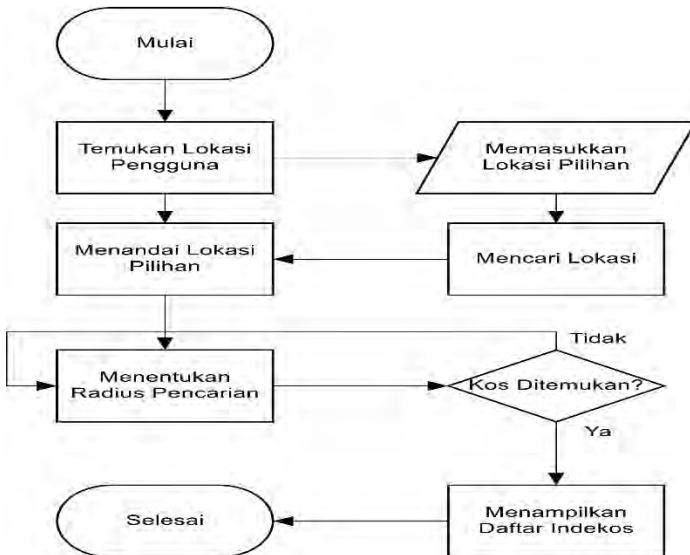 Mulai
Temukan Lokasi
Pengguna
Memasukkan
Lokasi Pilihan
Menandai Lokasi
Pilihan
Mencari Lokasi
Tidak
Menentukan
Radius Pencarian
Kos Ditemukan?
Ya
Selesai
Menampilkan
Daftar Indekos